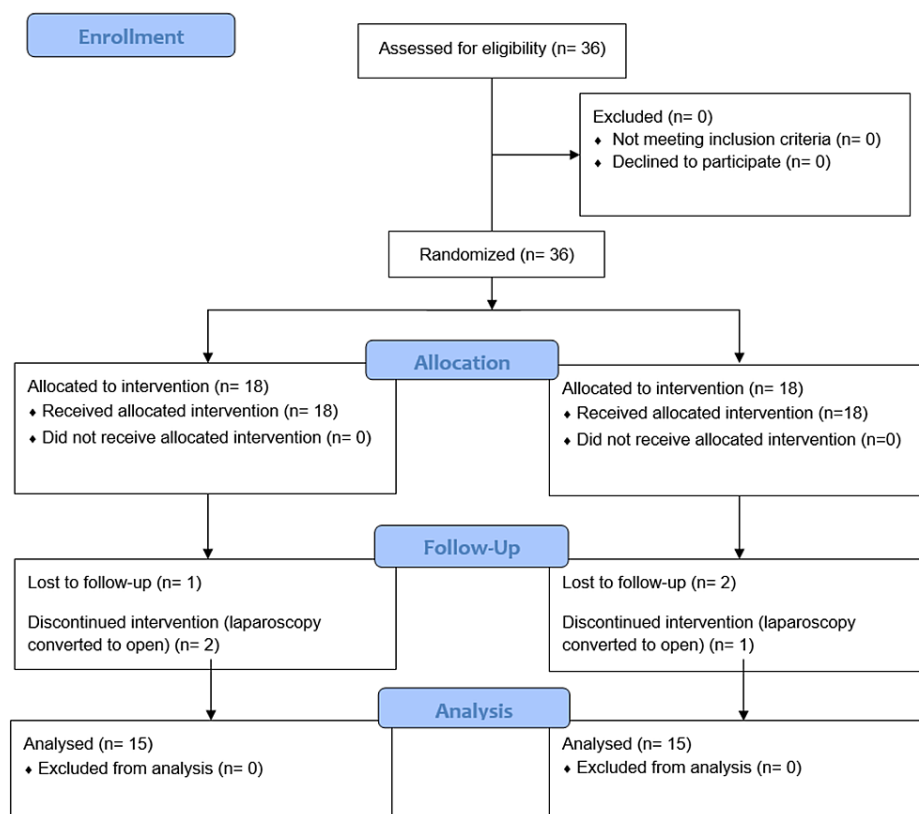 Enrollment
Assessed for eligibility (n= 36)
Excluded (n= 0)
♦ Not meeting inclusion criteria (n= 0)
♦ Declined to participate (n= 0)
Randomized (n= 36)
Allocation
Allocated to intervention (n= 18)
♦ Received allocated intervention (n= 18)
♦ Did not receive allocated intervention (n= 0)
Allocated to intervention (n= 18)
♦ Received allocated intervention (n=18)
♦ Did not receive allocated intervention (n=0)
Follow-Up
Lost to follow-up (n= 1)
Discontinued intervention (laparoscopy
converted to open) (n= 2)
Lost to follow-up (n= 2)
Discontinued intervention (laparoscopy
converted to open) (n= 1)
Analysis
Analysed (n= 15)
♦ Excluded from analysis (n= 0)
Analysed (n= 15)
♦ Excluded from analysis (n= 0)